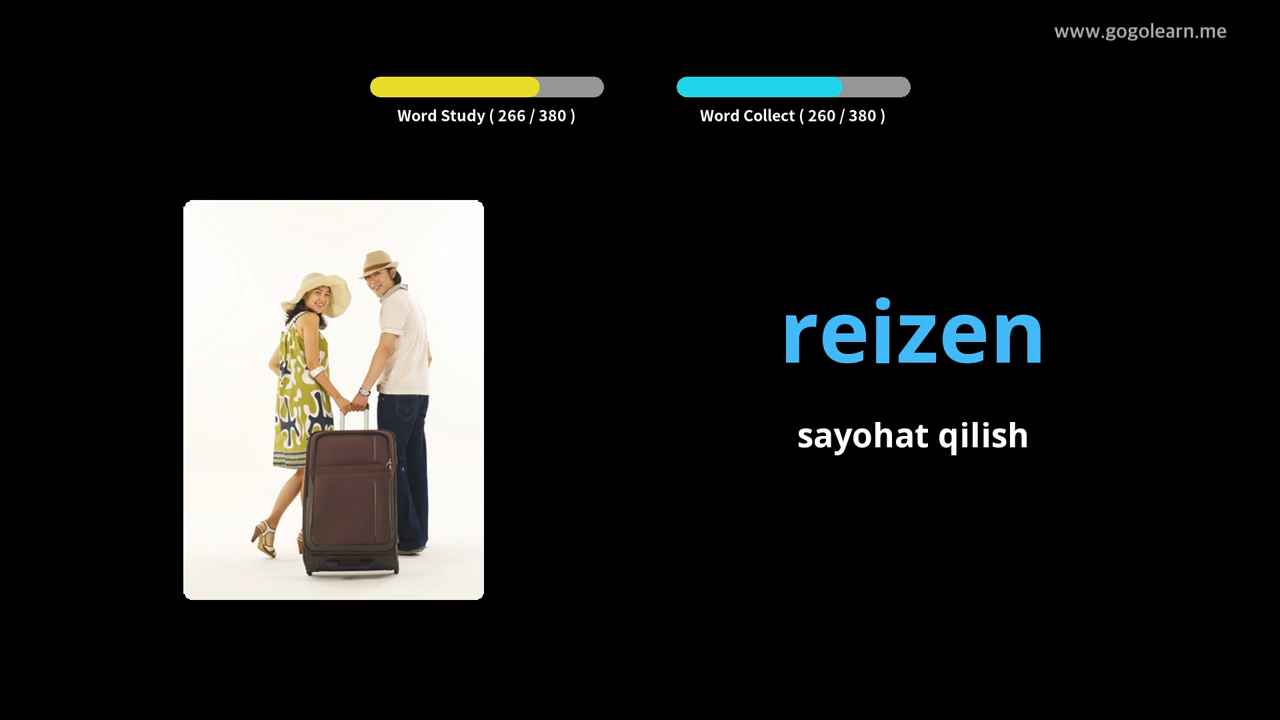 www.gogolearn.me
Word Study ( 266 / 380 )
Word Collect ( 260 / 380 )
reizen
sayohat qilish